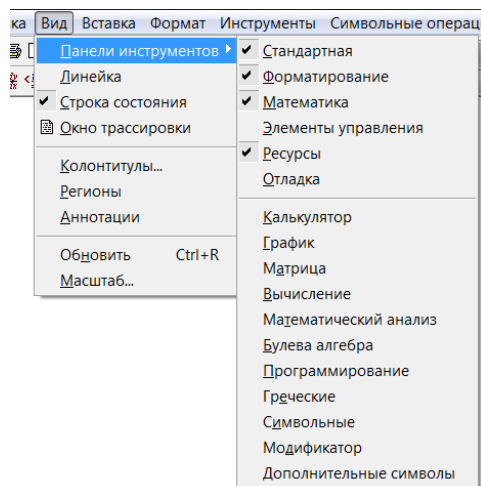 ка Вид Вставка Формат Инструменты Символьные операц
Панели инструментов
Линейка
Строка состояния
Окно трассировки
Колонтитулы...
Регионы
Аннотации
Обновить Ctrl+R
Масштаб...
Стандартная
Форматирование
Математика
Элементы управления
Ресурсы
Отладка
Калькулятор
График
Матрица
Вычисление
Математический анализ
Булева алгебра
Программирование
Греческие
Символьные
Модификатор
Дополнительные символы